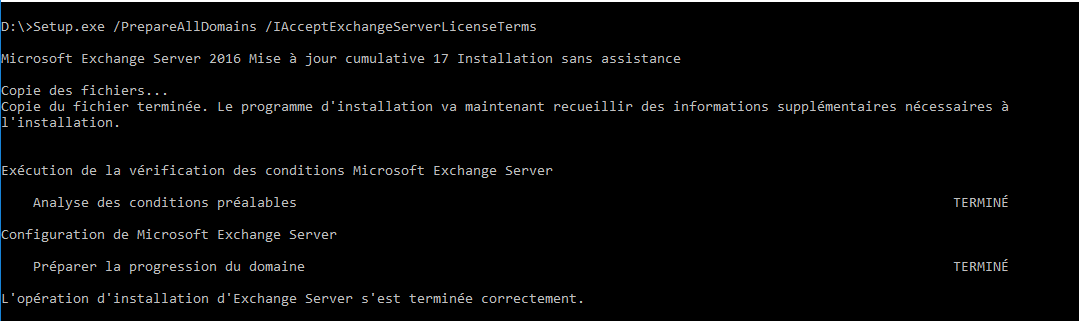 D:\>Setup.exe /PrepareAllDomains /IAcceptExchangeServerLicenseTerms
Microsoft Exchange Server 2016 Mise à jour cumulative 17 Installation sans assistance
Copie des fichiers...
Copie du fichier terminée. Le programme d'installation va maintenant recueillir des informations supplémentaires nécessaires à
l'installation.
Exécution de la vérification des conditions Microsoft Exchange Server
Analyse des conditions préalables TERMINÉ
Configuration de Microsoft Exchange Server
Préparer la progression du domaine TERMINÉ
L'opération d'installation d'Exchange Server s'est terminée correctement.